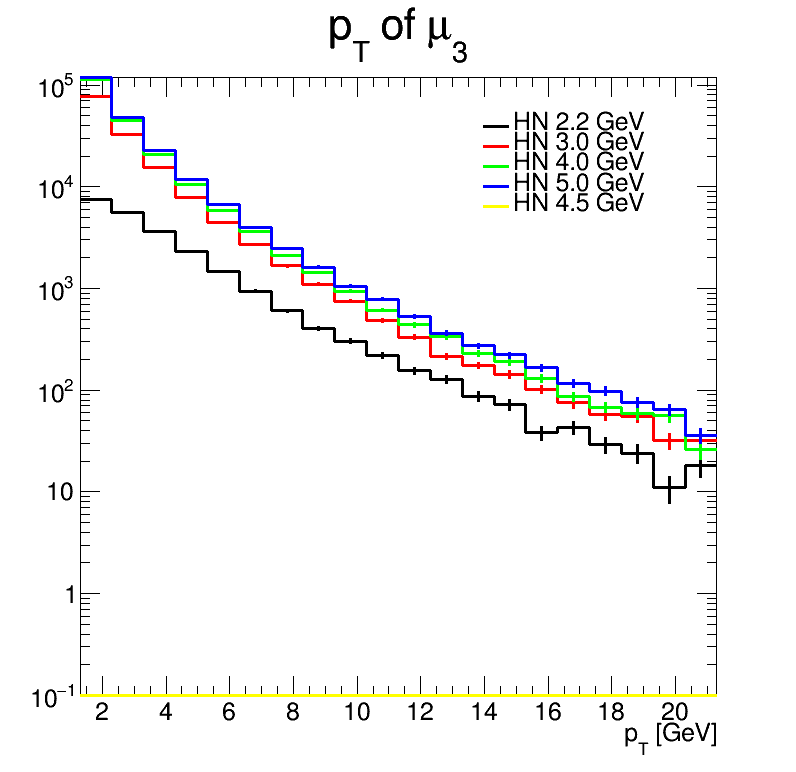 p_T of μ_3
HN 2.2 GeV
HN 3.0 GeV
HN 4.0 GeV
HN 5.0 GeV
HN 4.5 GeV
10^5
10^4
10^3
10^2
10
1
10^−1
2 4 6 8 10 12 14 16 18 20
p_T [GeV]